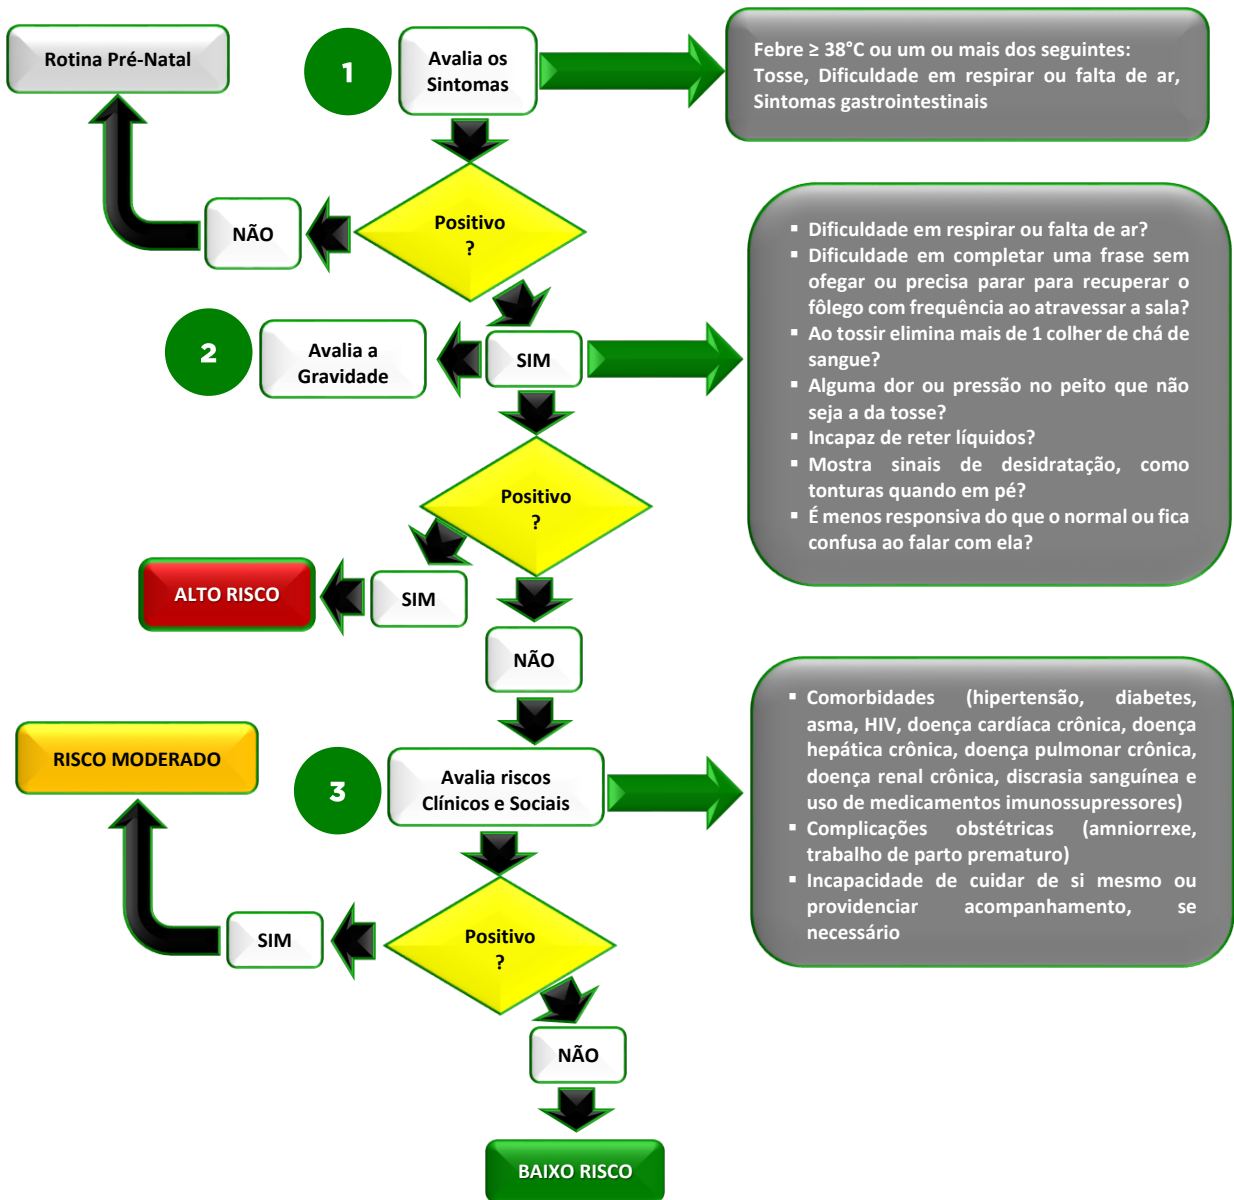 Rotina Pré-Natal
1
Avalia os
Sintomas
Febre ≥ 38°C ou um ou mais dos seguintes:
Tosse, Dificuldade em respirar ou falta de ar,
Sintomas gastrointestinais
Positivo
?
NÃO
2
Avalia a
Gravidade
SIM
▪ Dificuldade em respirar ou falta de ar?
▪ Dificuldade em completar uma frase sem
ofegar ou precisa parar para recuperar o
fôlego com frequência ao atravessar a sala?
▪ Ao tossir elimina mais de 1 colher de chá de
sangue?
▪ Alguma dor ou pressão no peito que não
seja a da tosse?
▪ Incapaz de reter líquidos?
▪ Mostra sinais de desidratação, como
tonturas quando em pé?
▪ É menos responsiva do que o normal ou fica
confusa ao falar com ela?
Positivo
?
SIM
ALTO RISCO
NÃO
3
Avalia riscos
Clínicos e Sociais
▪ Comorbidades (hipertensão, diabetes,
asma, HIV, doença cardíaca crônica, doença
hepática crônica, doença pulmonar crônica,
doença renal crônica, discrasia sanguínea e
uso de medicamentos imunossupressores)
▪ Complicações obstétricas (amniorrexe,
trabalho de parto prematuro)
▪ Incapacidade de cuidar de si mesmo ou
providenciar acompanhamento, se
necessário
RISCO MODERADO
Positivo
?
SIM
NÃO
BAIXO RISCO